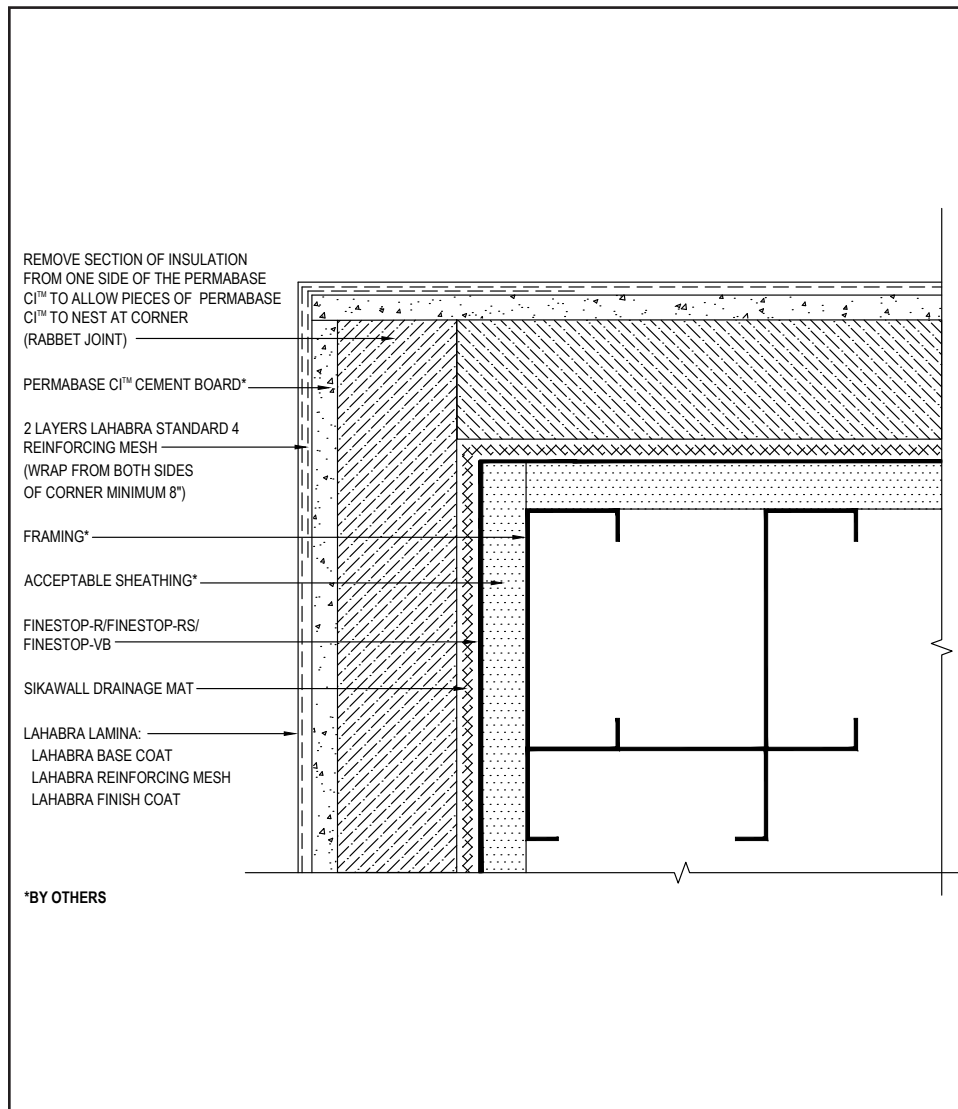 REMOVE SECTION OF INSULATION
FROM ONE SIDE OF THE PERMABASE
CI™ TO ALLOW PIECES OF PERMABASE
CI™ TO NEST AT CORNER
(RABBET JOINT)
PERMABASE CI™ CEMENT BOARD*
2 LAYERS LAHABRA STANDARD 4
REINFORCING MESH
(WRAP FROM BOTH SIDES
OF CORNER MINIMUM 8")
FRAMING*
ACCEPTABLE SHEATHING*
FINESTOP-R/FINESTOP-RS/
FINESTOP-VB
SIKAWALL DRAINAGE MAT
LAHABRA LAMINA:
LAHABRA BASE COAT
LAHABRA REINFORCING MESH
LAHABRA FINISH COAT
*BY OTHERS